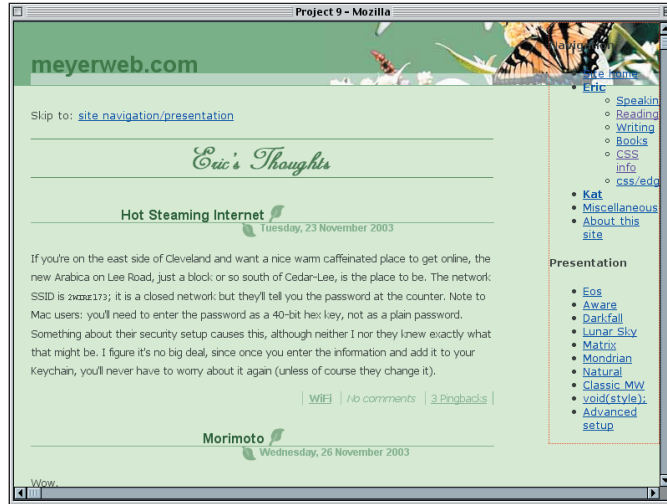 Project 9 – Mozilla
meyerweb.com
Skip to: site navigation/presentation
Eric's Thoughts
Hot Steaming Internet
Tuesday, 23 November 2003
If you're on the east side of Cleveland and want a nice warm caffeinated place to get online, the
new Arabica on Lee Road, just a block or so south of Cedar-Lee, is the place to be. The network
SSID is 2WIRE173; it is a closed network but they'll tell you the password at the counter. Note to
Mac users: you'll need to enter the password as a 40-bit hex key, not as a plain password.
Something about their security setup causes this, although neither I nor they knew exactly what
that might be. I figure it's no big deal, since once you enter the information and add it to your
Keychain, you'll never have to worry about it again (unless of course they change it).
WiFi | No comments | 3 Pingbacks
Morimoto
Wednesday, 26 November 2003
Wow.
Navigation
Site home
Eric
Speakin
Reading
Writing
Books
CSS
info
css/edg
Kat
Miscellaneous
About this
site
Presentation
Eos
Aware
Darkfall
Lunar Sky
Matrix
Mondrian
Natural
Classic MW
void(style);
Advanced
setup